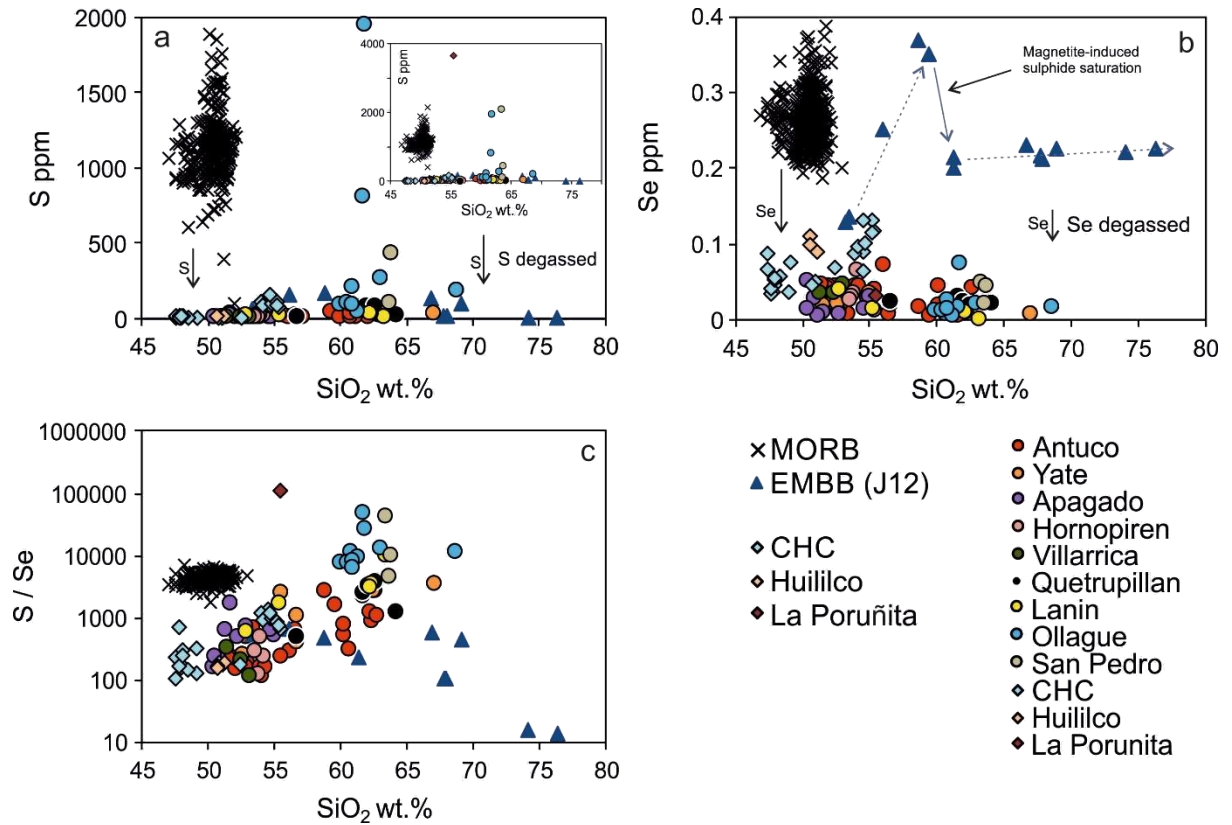 a
S ppm
2000
1500
1000
500
0
45 50 55 60 65 70 75 80
SiO2 wt.%
S
S
S degassed
S ppm
4000
2000
0
45 55 65 75
SiO2 wt.%
b
Se ppm
0.4
0.3
0.2
0.1
0
45 50 55 60 65 70 75 80
SiO2 wt.%
Magnetite-induced
sulphide saturation
Se
Se
Se degassed
c
S / Se
1000000
100000
10000
1000
100
10
45 50 55 60 65 70 75 80
SiO2 wt.%
MORB
EMBB (J12)
CHC
Huililco
La Poruñita
Antuco
Yate
Apagado
Hornopiren
Villarrica
Quetrupillan
Lanin
Ollague
San Pedro
CHC
Huililco
La Porunita